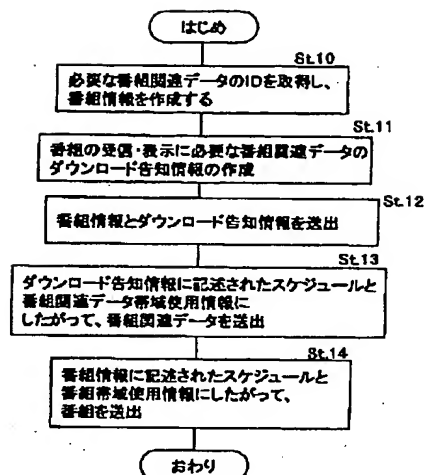 はじめ
St.10
必要な番組関連データのIDを取得し、
番組情報を作成する
St.11
番組の受信・表示に必要な番組関連データの
ダウンロード告知情報の作成
St.12
番組情報とダウンロード告知情報を送出
St.13
ダウンロード告知情報に記述されたスケジュールと
番組関連データ帯域使用情報に
したがって、番組関連データを送出
St.14
番組情報に記述されたスケジュールと
番組帯域使用情報にしたがって、
番組を送出
おわり